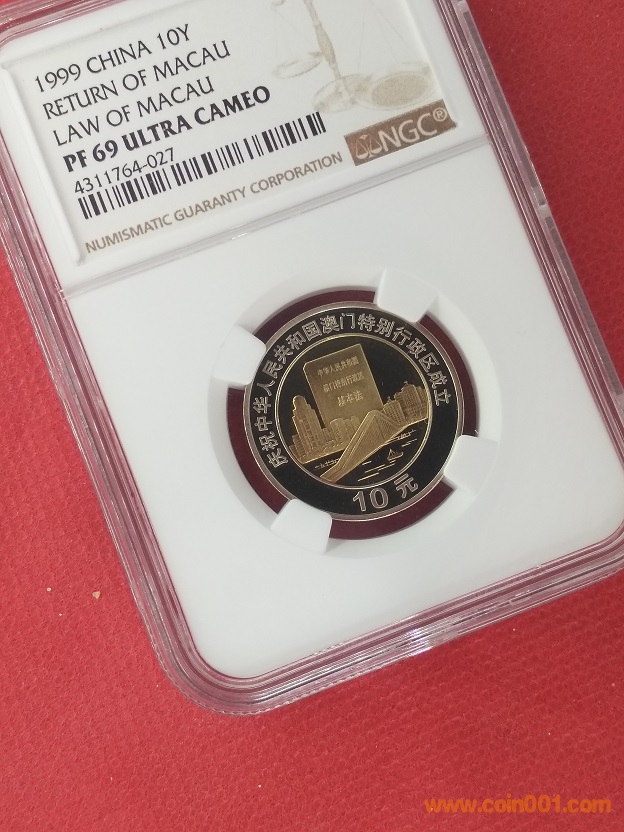 1999 CHINA 10Y
RETURN OF MACAU
LAW OF MACAU
PF 69 ULTRA CAMEO
4311764-027
NGC®
NUMISMATIC GUARANTY CORPORATION
庆祝中华人民共和国澳门特别行政区成立
中华人民共和国
澳门特别行政区
基本法
10元
www.coin001.com